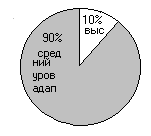 10%
выс
90%
сред
ний
уров
адап